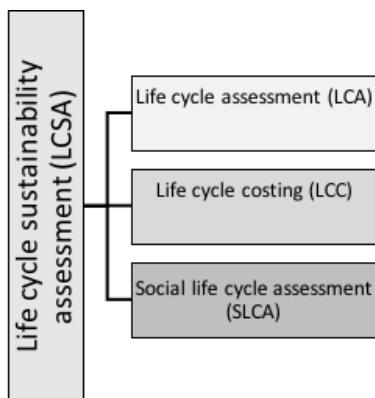 Life cycle sustainability
assessment (LCSA)
Life cycle assessment (LCA)
Life cycle costing (LCC)
Social life cycle assessment
(SLCA)